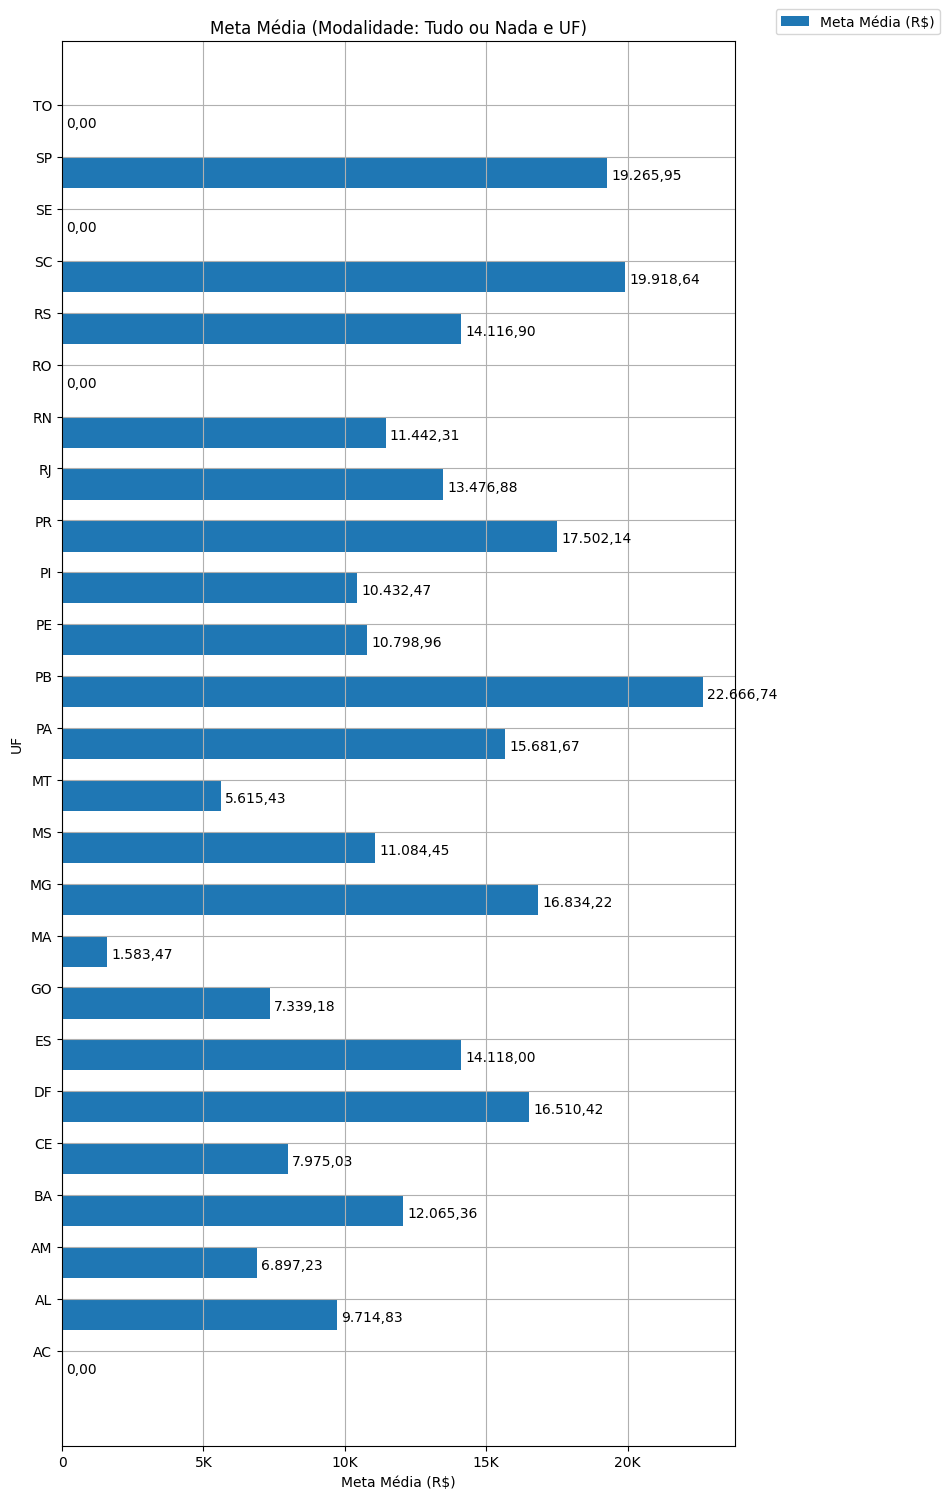 Meta Média (Modalidade: Tudo ou Nada e UF)
Meta Média (R$)
TO
0,00
SP
19.265,95
SE
0,00
SC
19.918,64
RS
14.116,90
RO
0,00
RN
11.442,31
RJ
13.476,88
PR
17.502,14
PI
10.432,47
PE
10.798,96
PB
22.666,74
PA
15.681,67
UF
MT
5.615,43
MS
11.084,45
MG
16.834,22
MA
1.583,47
GO
7.339,18
ES
14.118,00
DF
16.510,42
CE
7.975,03
BA
12.065,36
AM
6.897,23
AL
9.714,83
AC
0,00
0 5K 10K 15K 20K
Meta Média (R$)